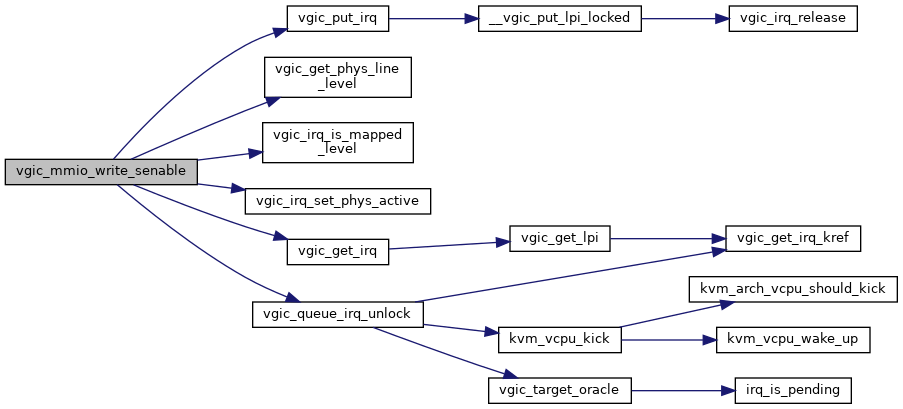 vgic_put_irq
__vgic_put_lpi_locked
vgic_irq_release
vgic_get_phys_line
_level
vgic_irq_is_mapped
_level
vgic_mmio_write_senable
vgic_irq_set_phys_active
vgic_get_irq
vgic_get_lpi
vgic_get_irq_kref
vgic_queue_irq_unlock
kvm_arch_vcpu_should_kick
kvm_vcpu_kick
kvm_vcpu_wake_up
vgic_target_oracle
irq_is_pending